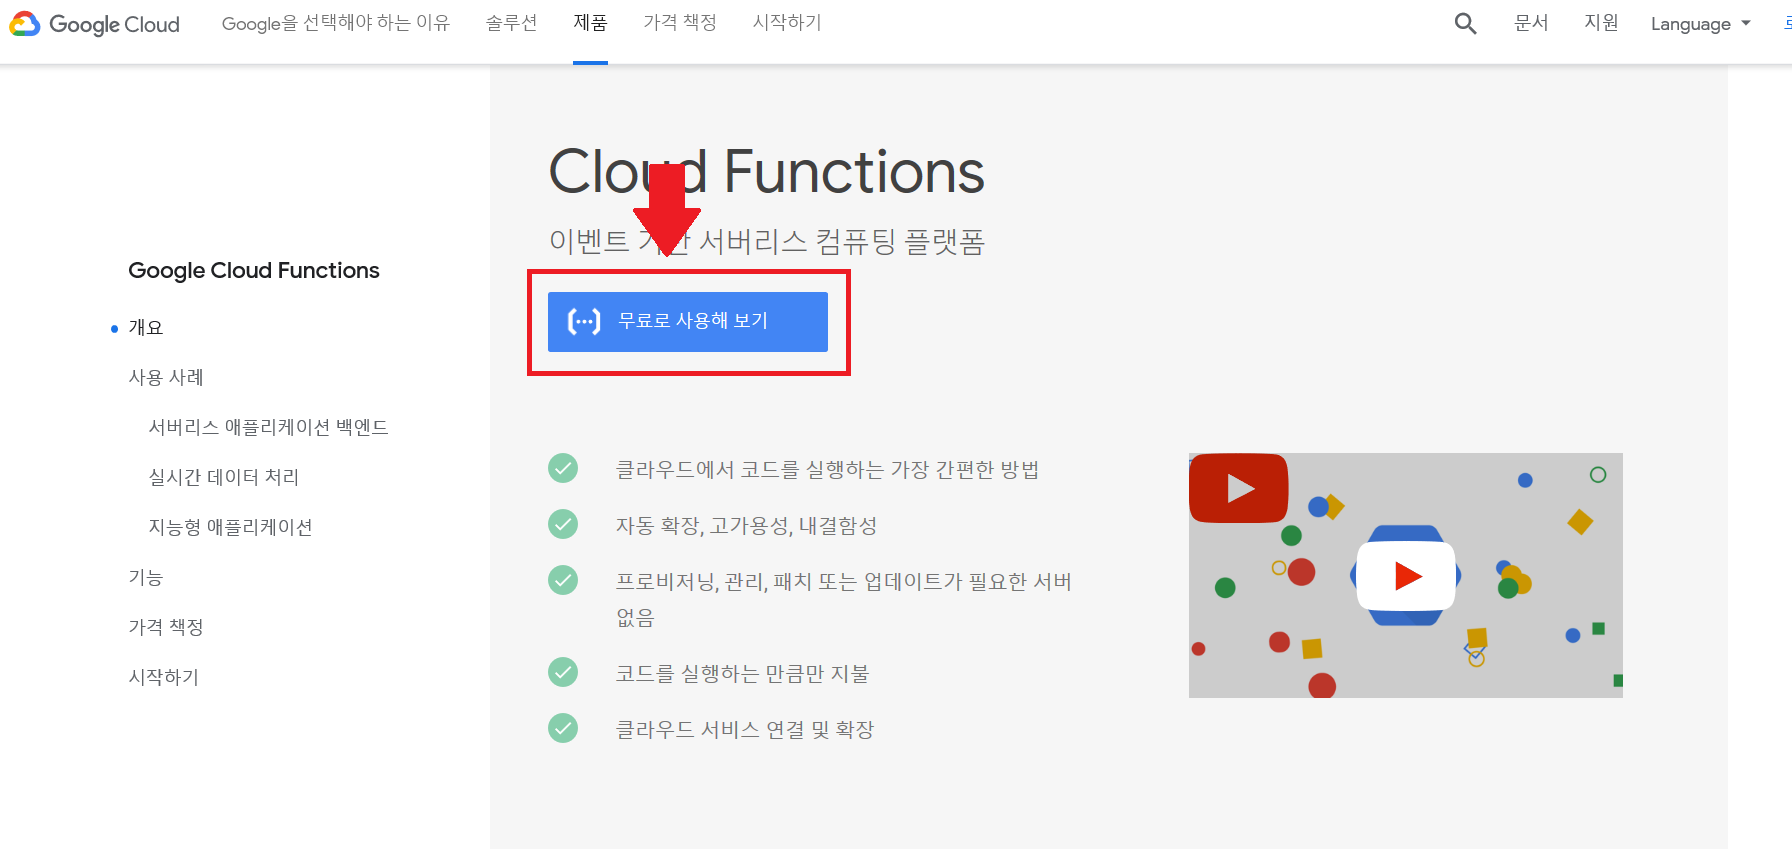 Google Cloud
Google을 선택해야 하는 이유
솔루션
제품
가격 책정
시작하기
문서
지원
Language
Google Cloud Functions
개요
사용 사례
서버리스 애플리케이션 백엔드
실시간 데이터 처리
지능형 애플리케이션
기능
가격 책정
시작하기
Cloud Functions
이벤트 기반 서버리스 컴퓨팅 플랫폼
무료로 사용해 보기
클라우드에서 코드를 실행하는 가장 간편한 방법
자동 확장, 고가용성, 내결함성
프로비저닝, 관리, 패치 또는 업데이트가 필요한 서버
없음
코드를 실행하는 만큼만 지불
클라우드 서비스 연결 및 확장